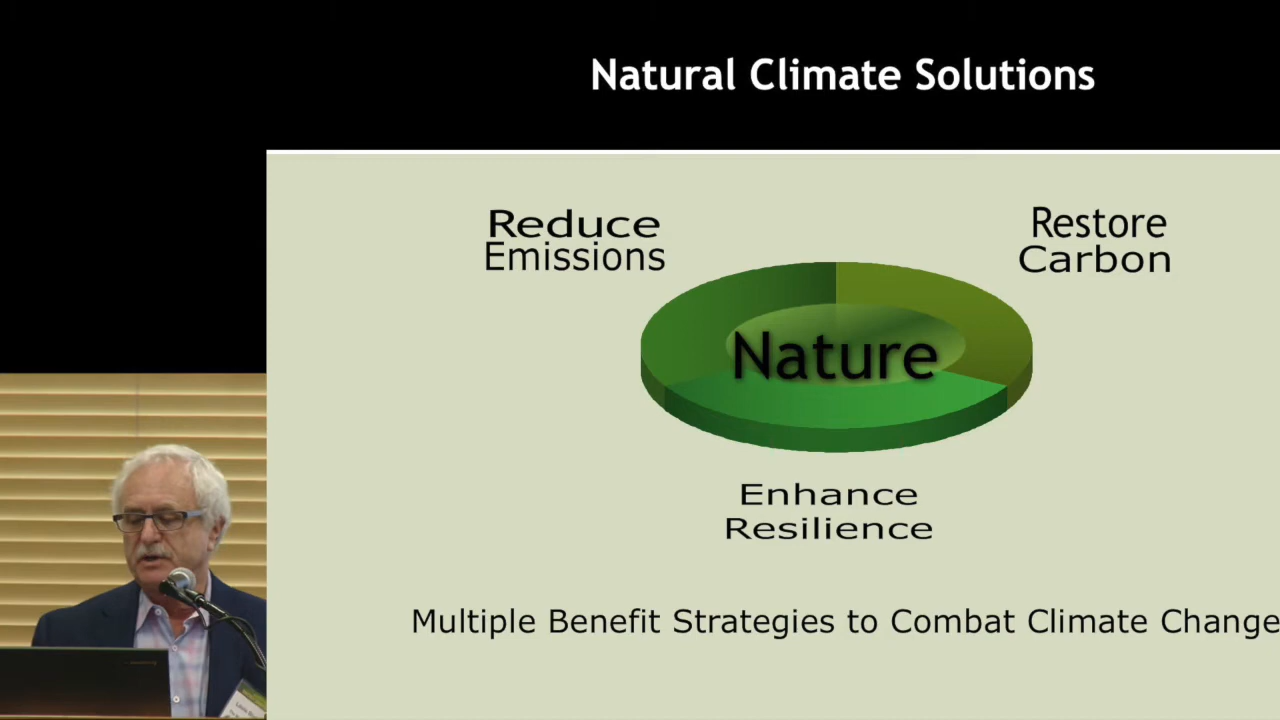 Natural Climate Solutions
Reduce
Emissions
Restore
Carbon
Nature
Enhance
Resilience
Multiple Benefit Strategies to Combat Climate Change